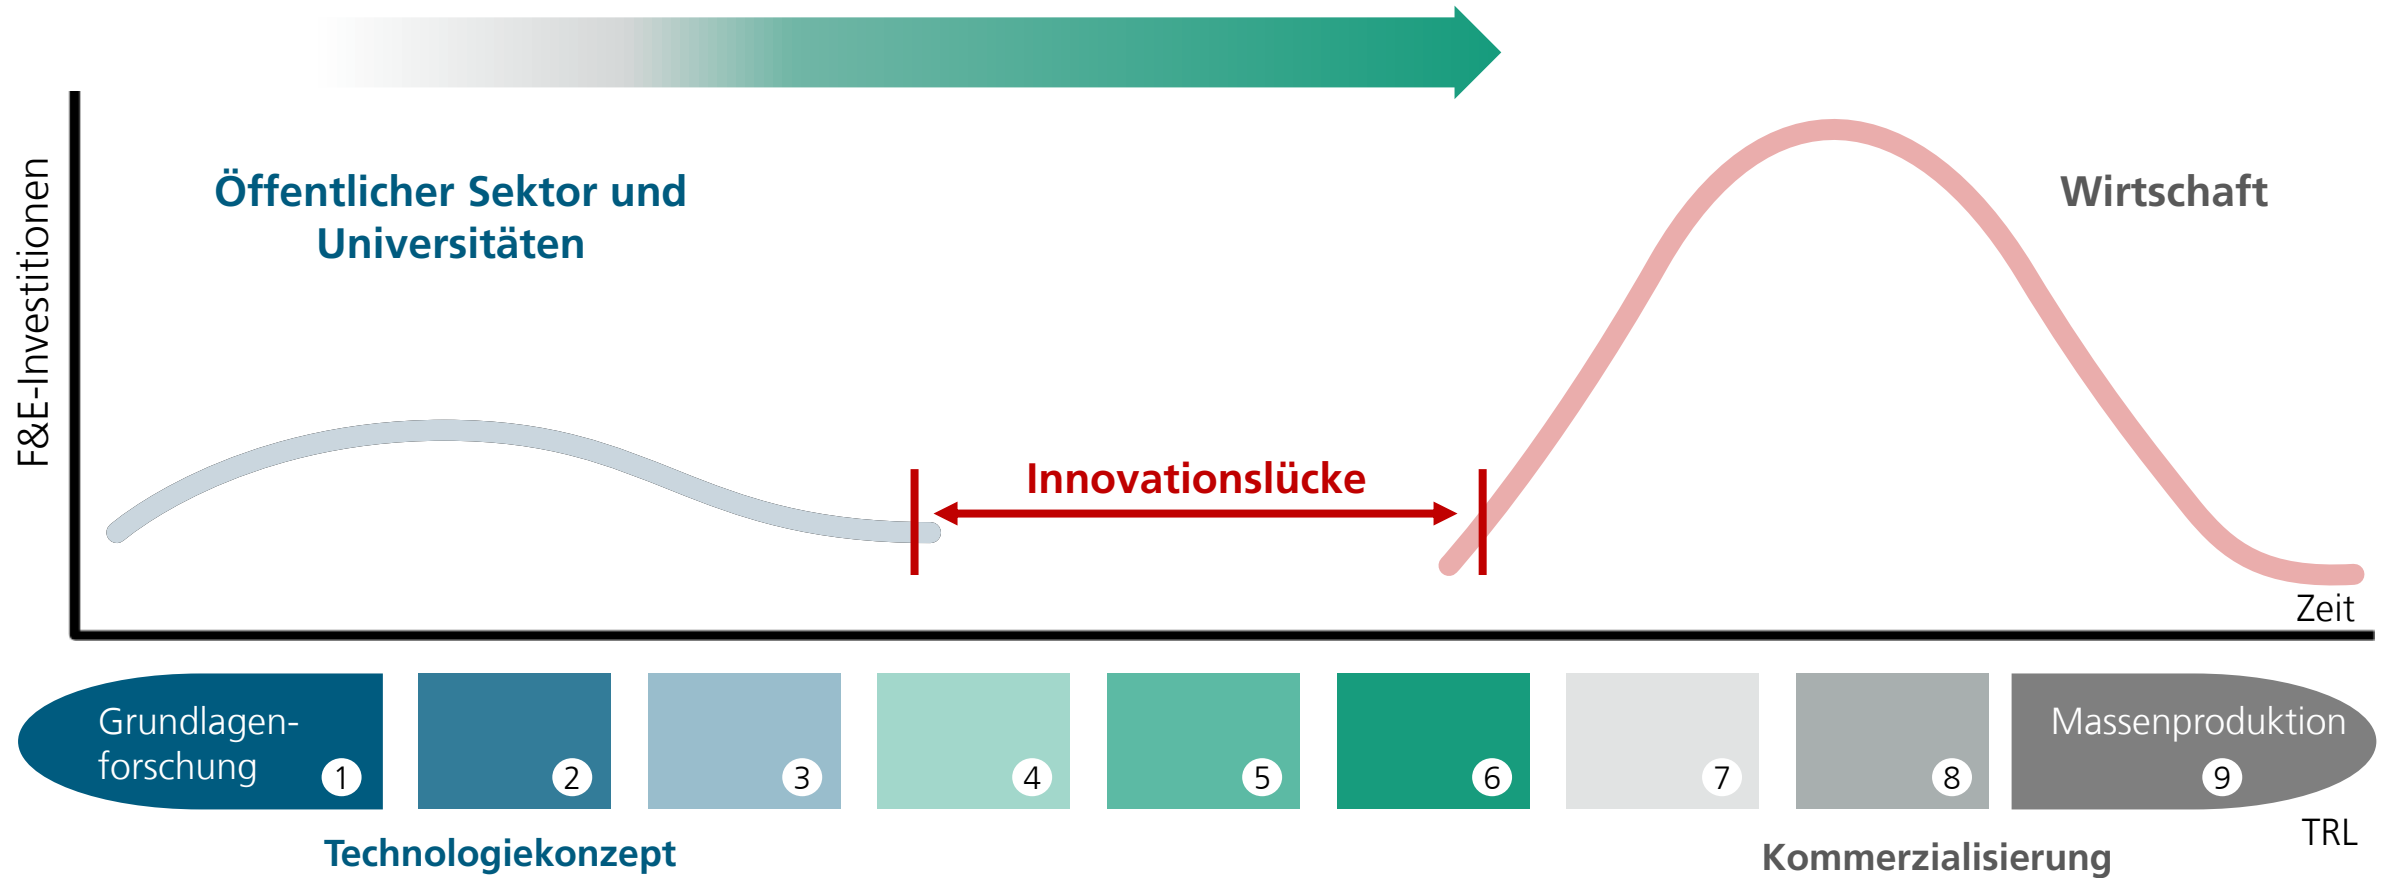 Öffentlicher Sektor und
Universitäten
Wirtschaft
F&E-Investitionen
Innovationslücke
Zeit
Grundlagen-
forschung
1
2
3
4
5
6
7
8
Massenproduktion
9
TRL
Technologiekonzept
Kommerzialisierung